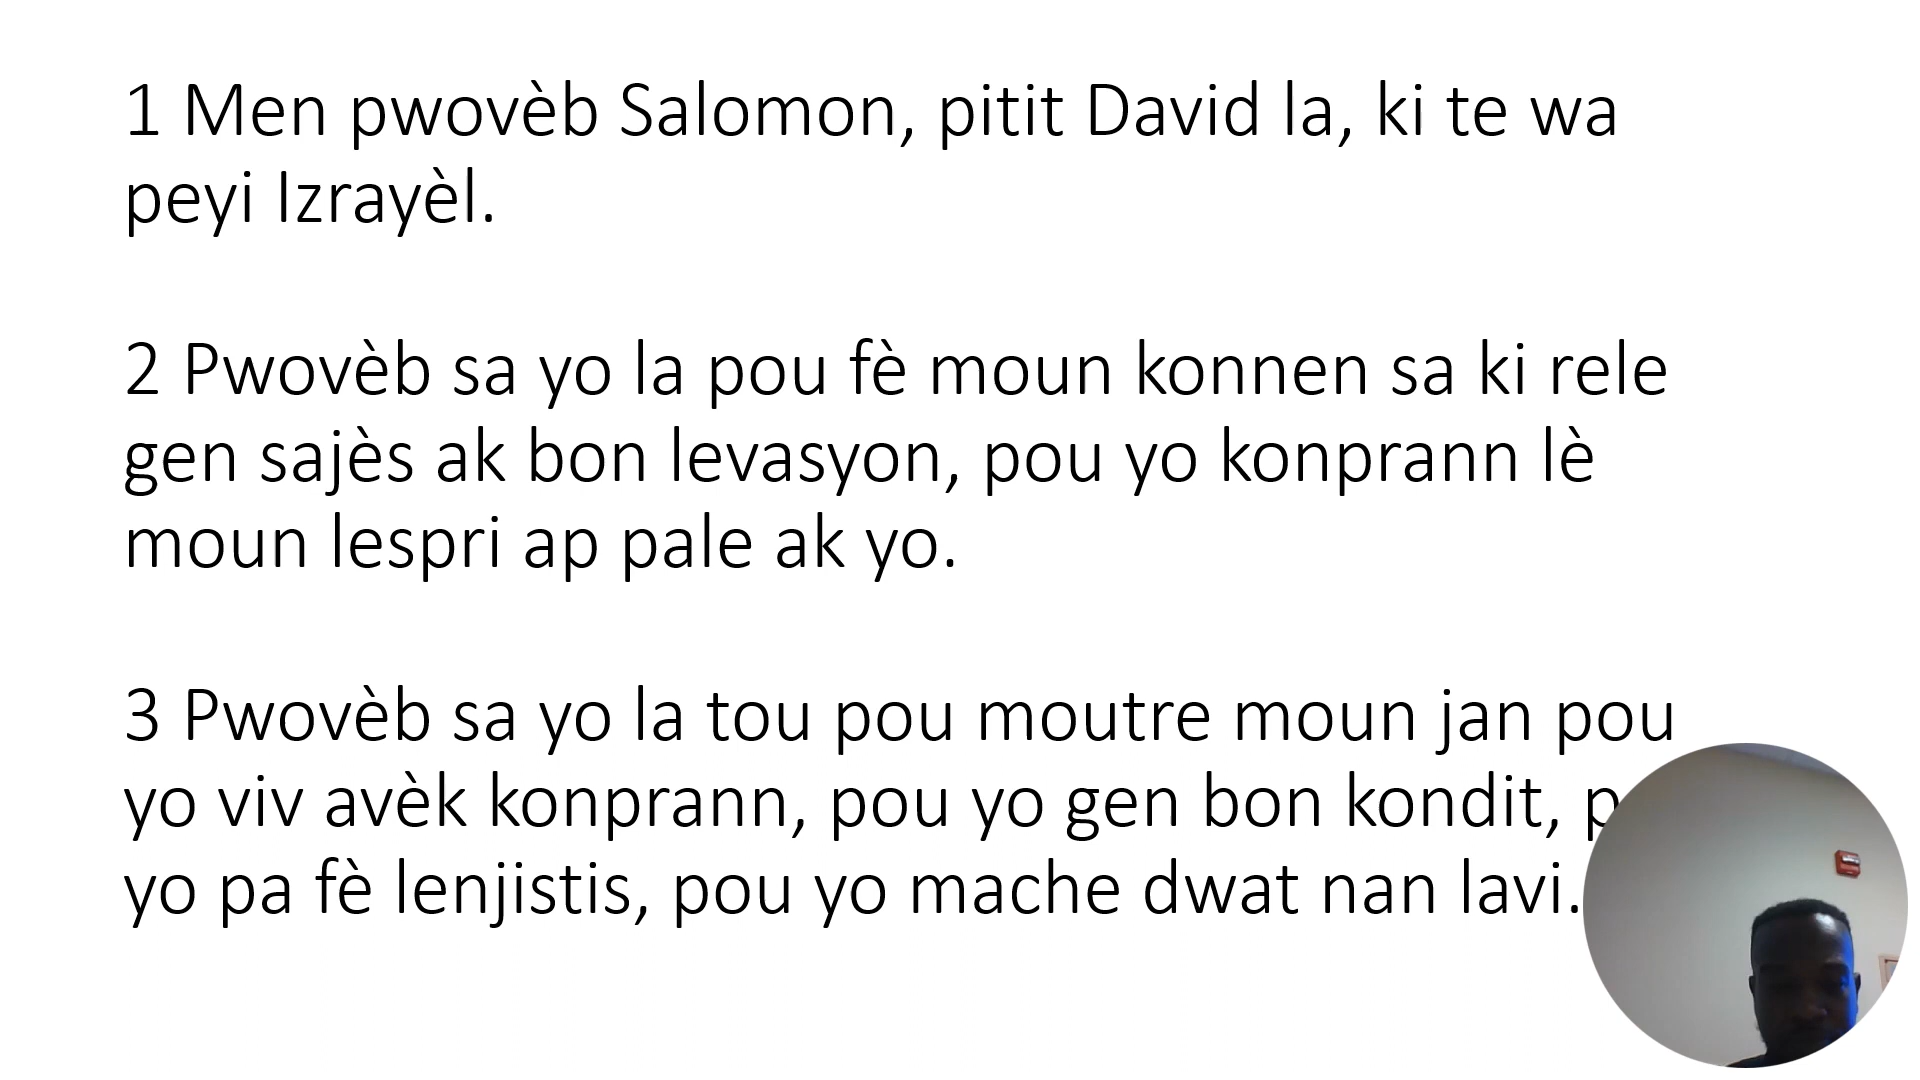 1 Men pwovèb Salomon, pitit David la, ki te wa
peyi Izrayèl.
2 Pwovèb sa yo la pou fè moun konnen sa ki rele
gen sajès ak bon levasyon, pou yo konprann lè
moun lespri ap pale ak yo.
3 Pwovèb sa yo la tou pou moutre moun jan pou
yo viv avèk konprann, pou yo gen bon kondit,
yo pa fè lenjistis, pou yo mache dwat nan lavi.